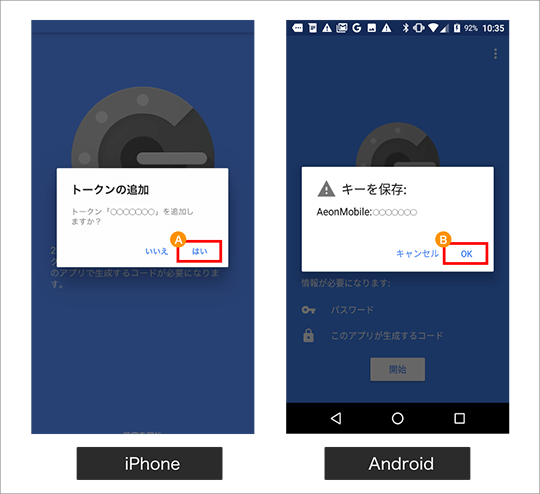 トークンの追加
トークン「○○○○○○○」を追加し
ますか？
A
いいえ
はい
のアプリで生成するコードが必要になりま
す。
iPhone
92%
10:35
キーを保存:
AeonMobile:○○○○○○○
B
キャンセル
OK
情報が必要になります:
パスワード
このアプリが生成するコード
開始
Android